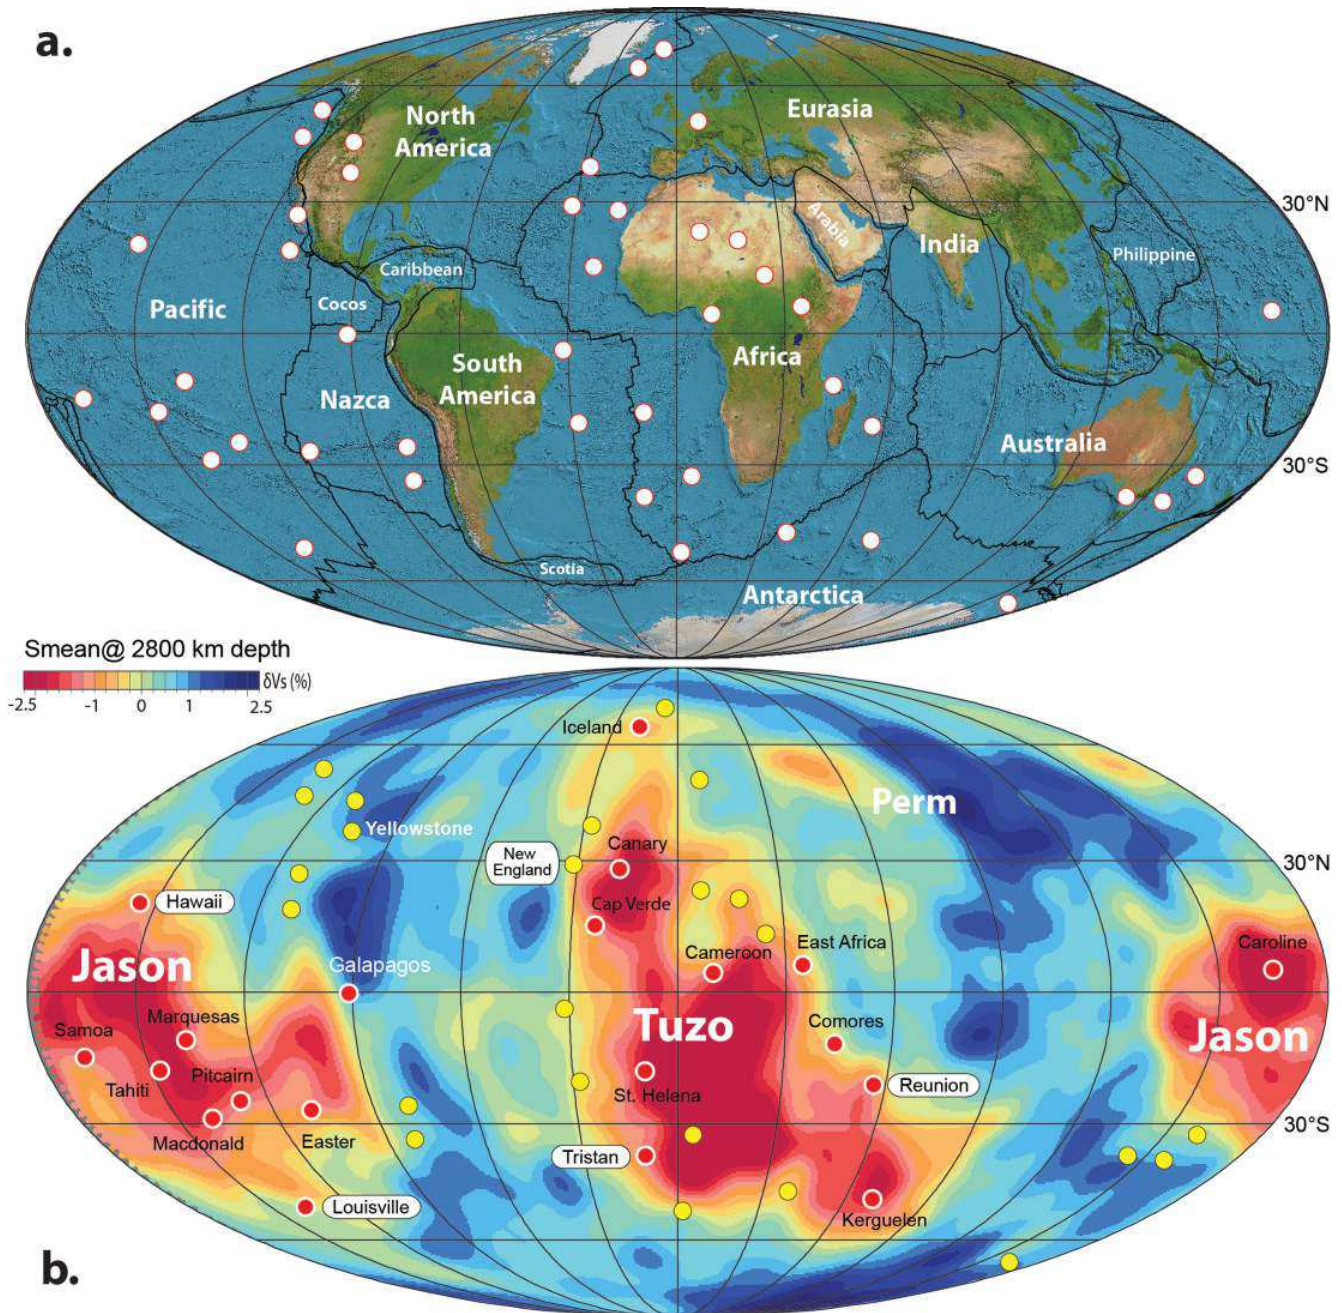 a.
North
America
Eurasia
30°N
Arabia
India
Philippine
Caribbean
Pacific
Cocos
Africa
South
America
Nazca
Australia
30°S
Scotia
Antarctica
Smean@ 2800 km depth
δVs (%)
-2.5
-1
0
1
2.5
Iceland
Perm
Yellowstone
New
England
Canary
30°N
Hawaii
Cap Verde
Jason
Galapagos
Cameroon
East Africa
Caroline
Samoa
Marquesas
Tuzo
Comores
Jason
Tahiti
Pitcairn
St. Helena
Reunion
Macdonald
Easter
30°S
Tristan
Louisville
Kerguelen
b.